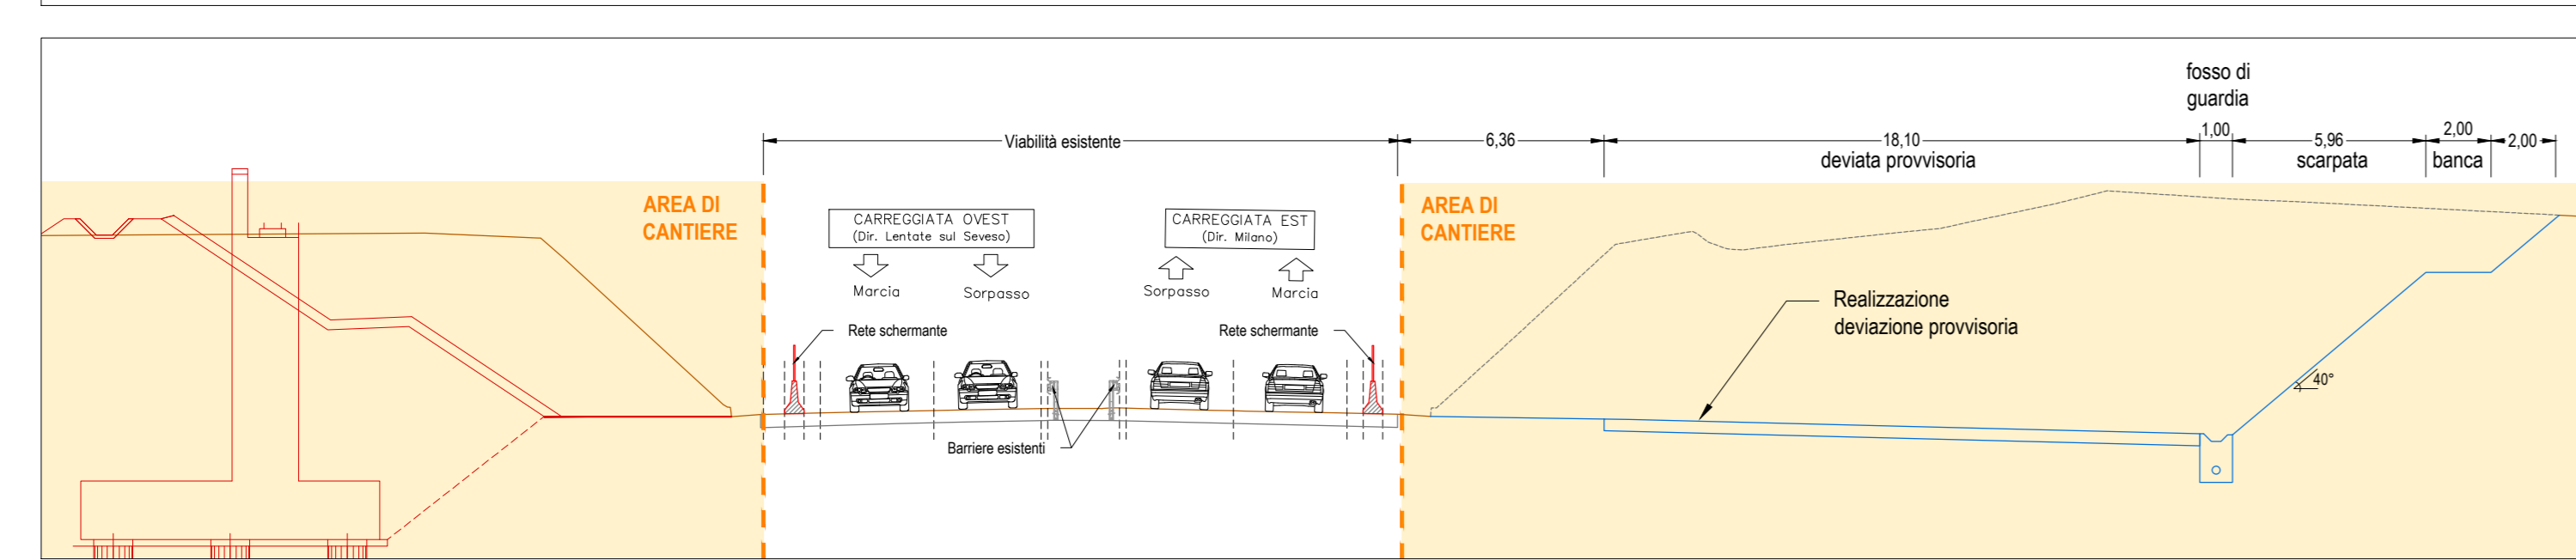 fosso di
guardia
Viabilità esistente
6,36
18,10
1,00
5,96
2,00
2,00
deviata provvisoria
scarpata
banca
AREA DI
CANTIERE
CARREGGIATA OVEST
(Dir. Lentate sul Seveso)
CARREGGIATA EST
(Dir. Milano)
AREA DI
CANTIERE
Marcia
Sorpasso
Sorpasso
Marcia
Realizzazione
deviazione provvisoria
Rete schermante
Rete schermante
40°
Barriere esistenti